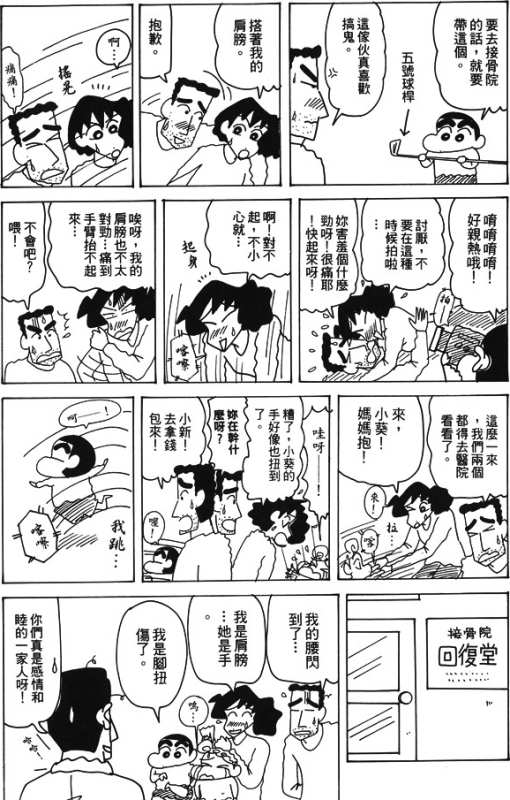 要去接骨院
的話，就要
帶這個。
五號球桿
這傢伙真喜歡
搞鬼。
搭著我的
肩膀。
抱歉。
啊…
搖晃
痛痛！
唷唷唷唷！
好親熱哦！
討厭，不
要在這種
時候拍啦
…
拍
妳害羞個什麼
勁呀！很痛耶
！快起來呀！
啊！對不
起，不小
心就…
起身
喀嚓
唉呀，我的
肩膀也不太
對勁…痛到
手臂抬不起
來…
不會吧？
喂！
這麼一來
，我們兩個
都得去醫院
看看了。
來，
小葵！
媽媽抱！
來！
拉
喀
哇呀——！
糟了，小葵的
手好像也扭到
了。
妳在幹什
麼呀？
小新！
去拿錢
包來！
喔！
呵——！
我跳…
喀嚓
接骨院
回復堂
我的腰閃
到了…
我是肩膀
…她是手
嗚…
我是腳扭
傷了。
你們真是感情和
睦的一家人呀！